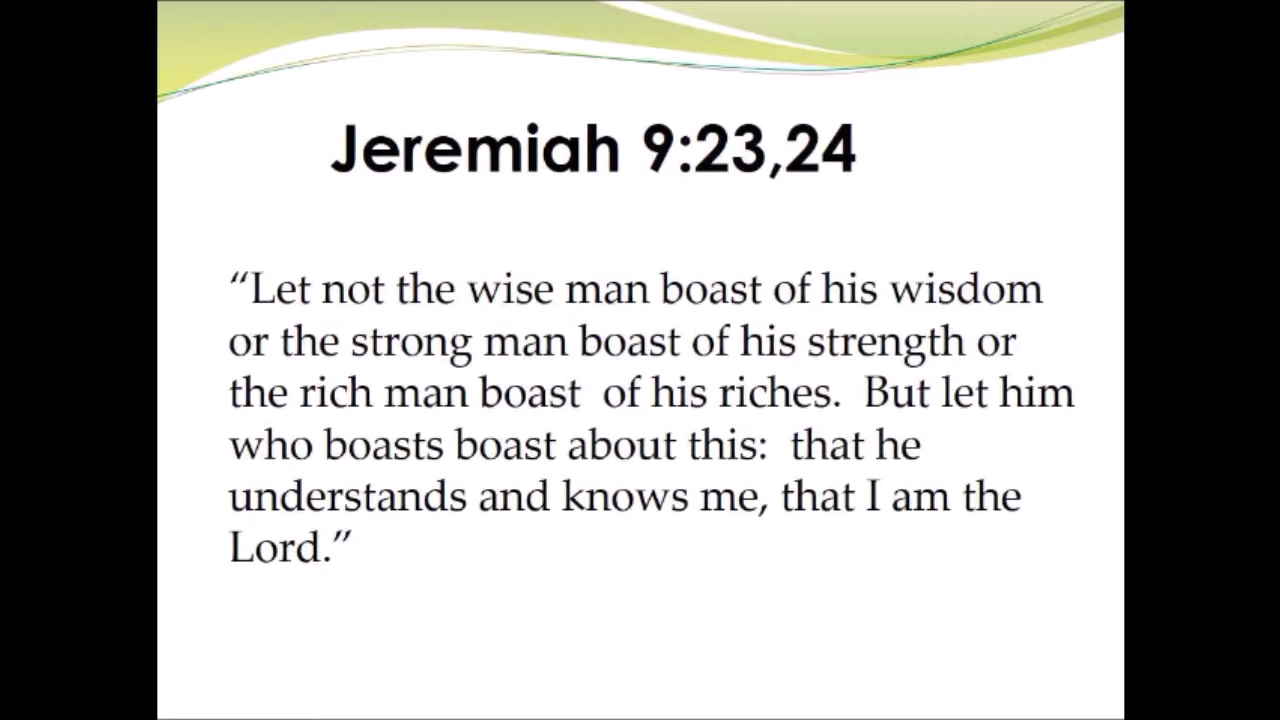 Jeremiah 9:23,24
“Let not the wise man boast of his wisdom
or the strong man boast of his strength or
the rich man boast  of his riches.  But let him
who boasts boast about this:  that he
understands and knows me, that I am the
Lord.”